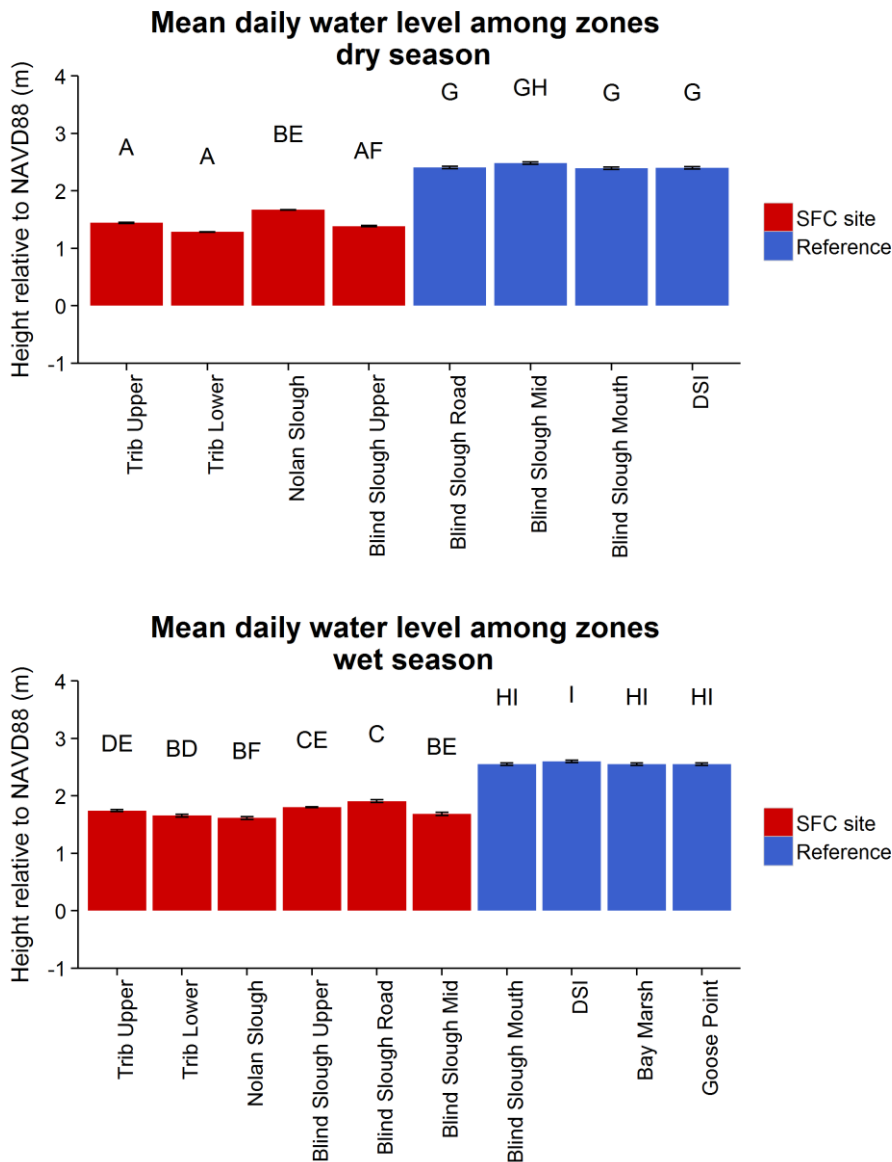 Mean daily water level among zones
dry season
Height relative to NAVD88 (m)
4
3
2
1
0
-1
A
A
BE
AF
G
GH
G
G
Trib Upper
Trib Lower
Nolan Slough
Blind Slough Upper
Blind Slough Road
Blind Slough Mid
Blind Slough Mouth
DSI
SFC site
Reference
Mean daily water level among zones
wet season
Height relative to NAVD88 (m)
4
3
2
1
0
-1
DE
BD
BF
CE
C
BE
HI
I
HI
HI
Trib Upper
Trib Lower
Nolan Slough
Blind Slough Upper
Blind Slough Road
Blind Slough Mid
Blind Slough Mouth
DSI
Bay Marsh
Goose Point
SFC site
Reference